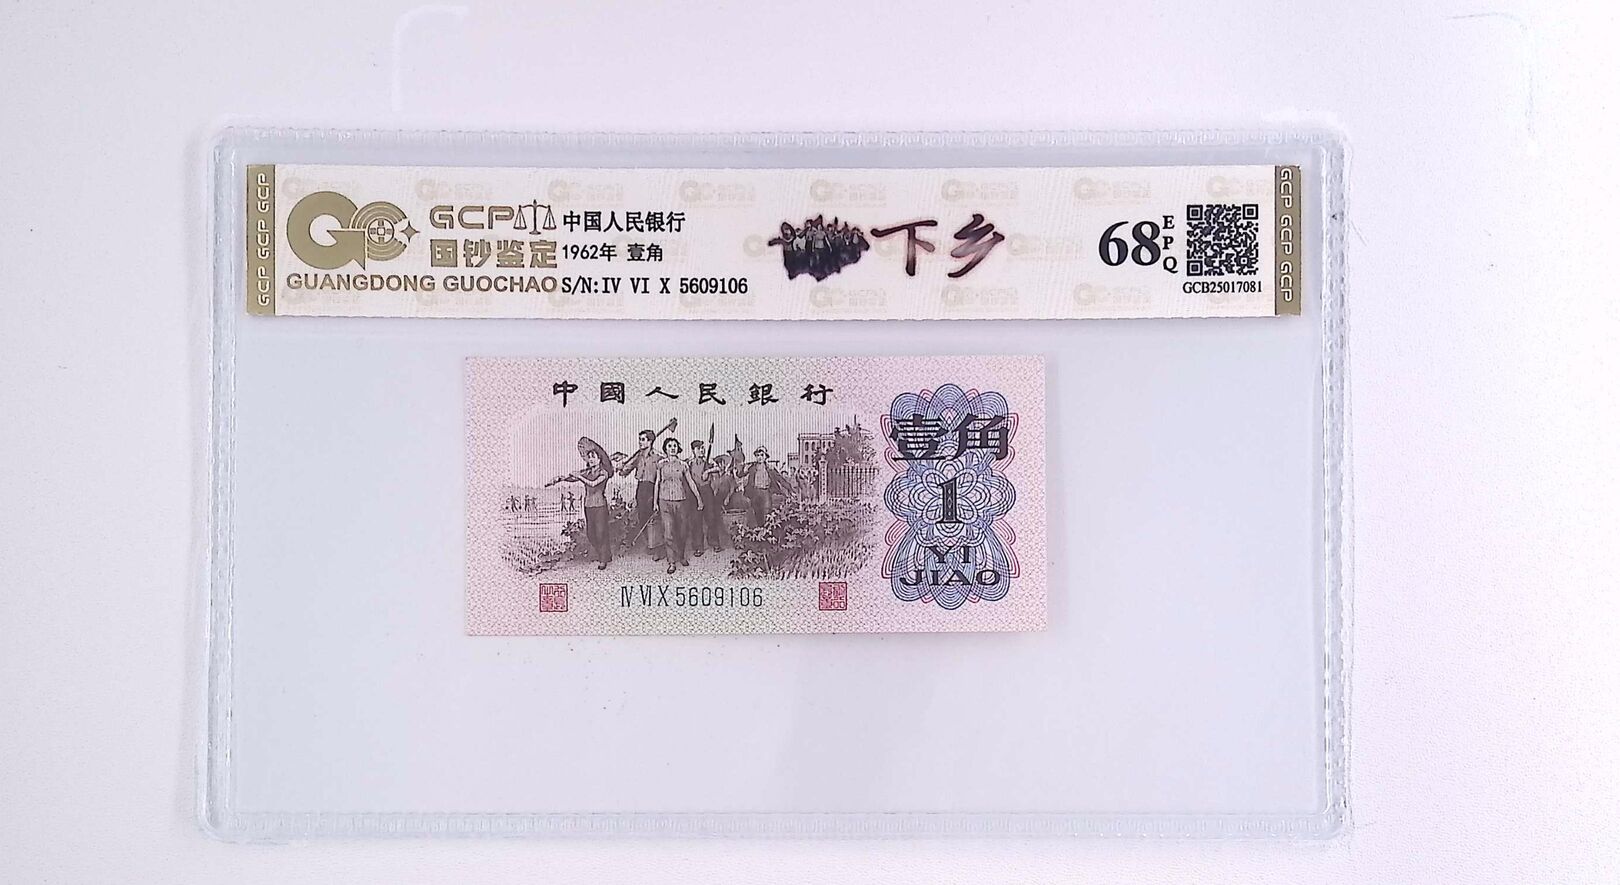 GCP GCP GCP
GCP
国钞鉴定
GUANGDONG GUOCHAO
中国人民银行
1962年 壹角
S/N:IV VI X 5609106
下乡
68
EPQ
GCB25017081
GCP GCP GCP
中國人民銀行
壹角
1
YI
JIAO
IV VI X 5609106